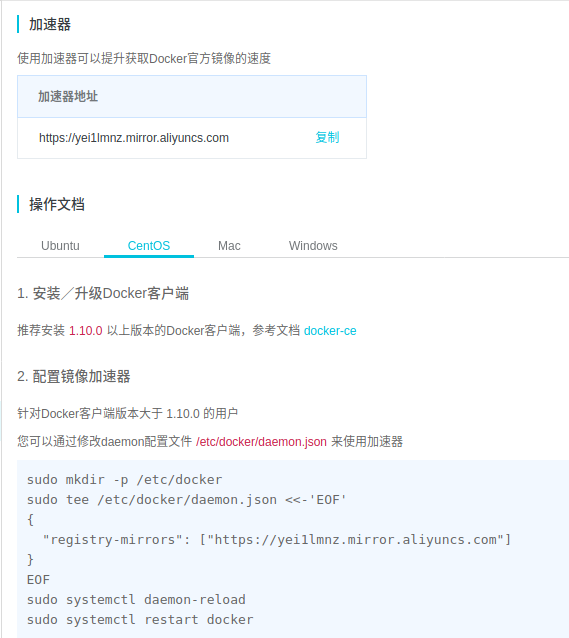 加速器
使用加速器可以提升获取Docker官方镜像的速度
加速器地址
https://yei1lmnz.mirror.aliyuncs.com 复制
操作文档
Ubuntu CentOS Mac Windows
1. 安装／升级Docker客户端
推荐安装 1.10.0 以上版本的Docker客户端，参考文档 docker-ce
2. 配置镜像加速器
针对Docker客户端版本大于 1.10.0 的用户
您可以通过修改daemon配置文件 /etc/docker/daemon.json 来使用加速器
sudo mkdir -p /etc/docker
sudo tee /etc/docker/daemon.json <<-'EOF'
{
  "registry-mirrors": ["https://yei1lmnz.mirror.aliyuncs.com"]
}
EOF
sudo systemctl daemon-reload
sudo systemctl restart docker